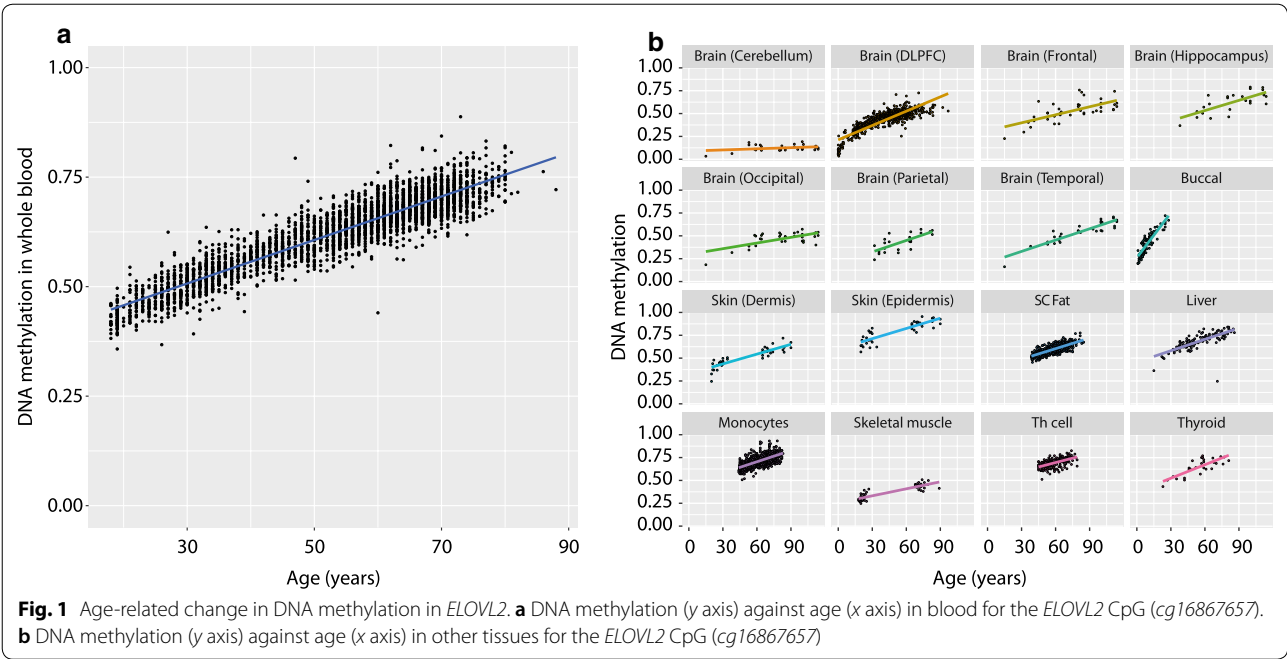 a
DNA methylation in whole blood
1.00
0.75
0.50
0.25
0.00
30 50 70 90
Age (years)
b
DNA methylation
Brain (Cerebellum) Brain (DLPFC) Brain (Frontal) Brain (Hippocampus)
1.00
0.75
0.50
0.25
0.00
Brain (Occipital) Brain (Parietal) Brain (Temporal) Buccal
1.00
0.75
0.50
0.25
0.00
Skin (Dermis) Skin (Epidermis) SC Fat Liver
1.00
0.75
0.50
0.25
0.00
Monocytes Skeletal muscle Th cell Thyroid
1.00
0.75
0.50
0.25
0.00
0 30 60 90 0 30 60 90 0 30 60 90 0 30 60 90
Age (years)
Fig. 1 Age-related change in DNA methylation in ELOVL2. a DNA methylation (y axis) against age (x axis) in blood for the ELOVL2 CpG (cg16867657).
b DNA methylation (y axis) against age (x axis) in other tissues for the ELOVL2 CpG (cg16867657)